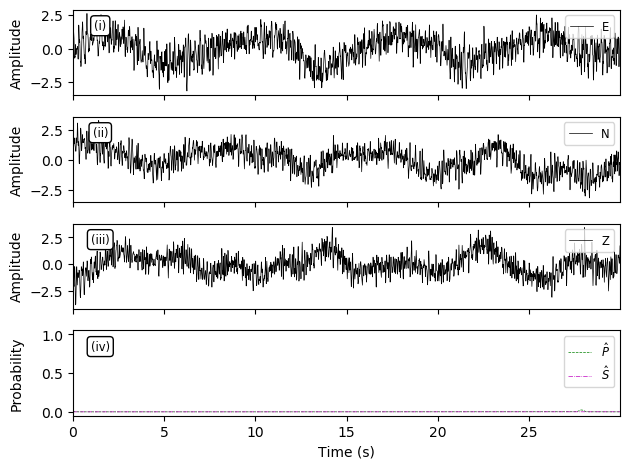 Amplitude
2.5
0.0
−2.5
(i)
E
Amplitude
2.5
0.0
−2.5
(ii)
N
Amplitude
2.5
0.0
−2.5
(iii)
Z
Probability
1.0
0.5
0.0
(iv)
P̂
Ŝ
0 5 10 15 20 25
Time (s)